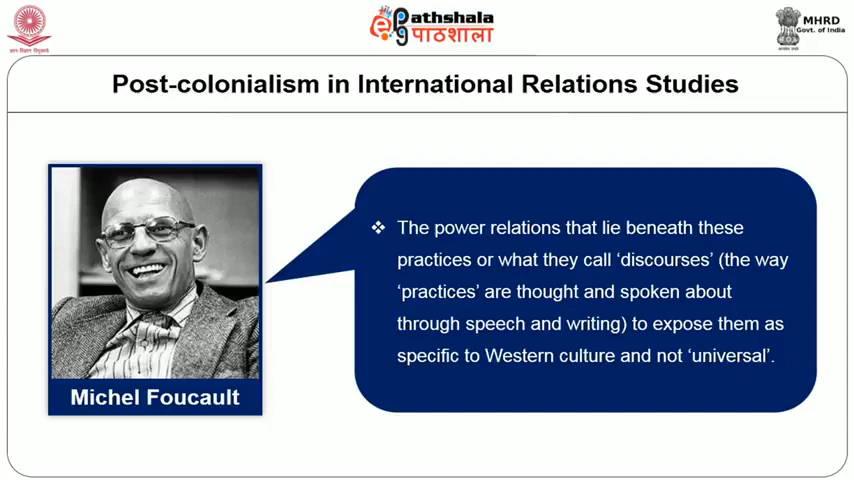 ePathshala
पाठशाला
MHRD
Govt. of India
Post-colonialism in International Relations Studies
❖ The power relations that lie beneath these
practices or what they call ‘discourses’ (the way
‘practices’ are thought and spoken about
through speech and writing) to expose them as
specific to Western culture and not ‘universal’.
Michel Foucault